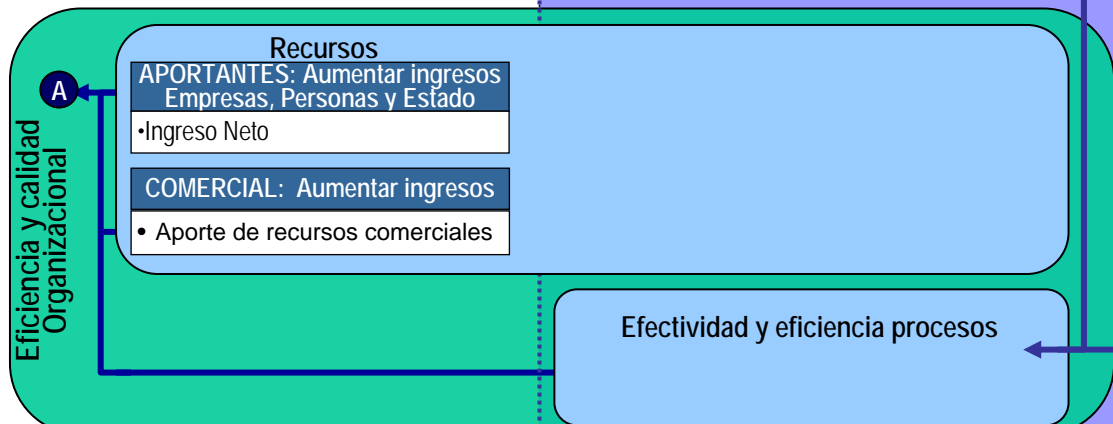 Recursos
APORTANTES: Aumentar ingresos
Empresas, Personas y Estado
•Ingreso Neto
COMERCIAL: Aumentar ingresos
• Aporte de recursos comerciales
A
Eficiencia y calidad
Organizacional
Efectividad y eficiencia procesos